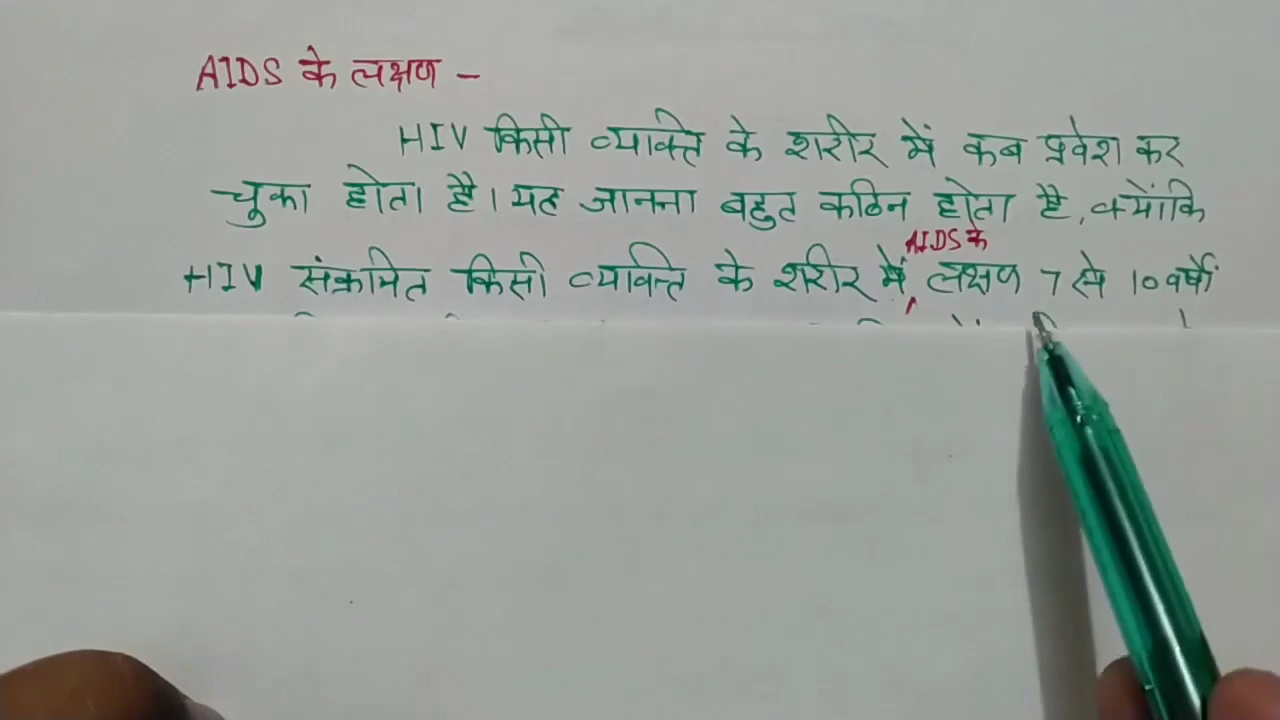 AIDS के लक्षण -
HIV किसी व्यक्ति के शरीर में कब प्रवेश कर
चुका होता है। यह जानना बहुत कठिन होता है, क्योंकि
HIV संक्रमित किसी व्यक्ति के शरीर में AIDS के लक्षण 7 से 10 वर्षों